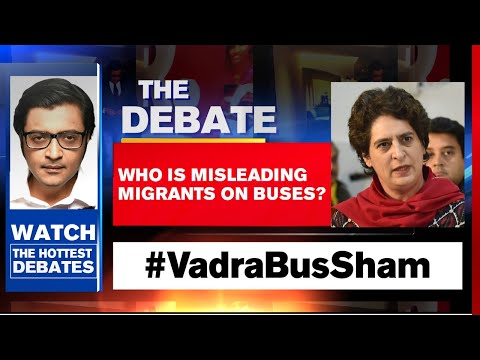 THE
DEBATE
WHO IS MISLEADING
MIGRANTS ON BUSES?
WATCH
THE HOTTEST
DEBATES
#VadraBusSham